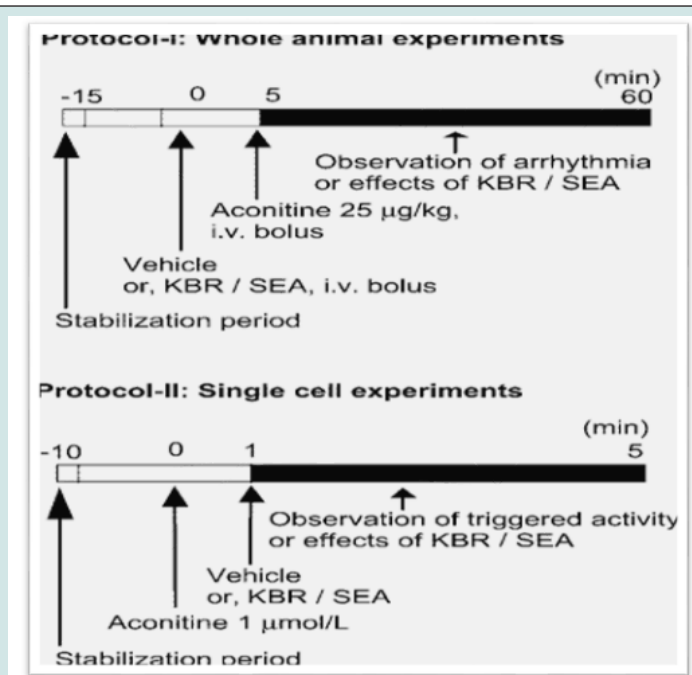 Protocol-I: Whole animal experiments
(min)
-15 0 5 60
Observation of arrhythmia
or effects of KBR / SEA
Aconitine 25 μg/kg,
i.v. bolus
Vehicle
or, KBR / SEA, i.v. bolus
Stabilization period
Protocol-II: Single cell experiments
(min)
-10 0 1 5
Observation of triggered activity
or effects of KBR / SEA
Vehicle
or, KBR / SEA
Aconitine 1 μmol/L
Stabilization period